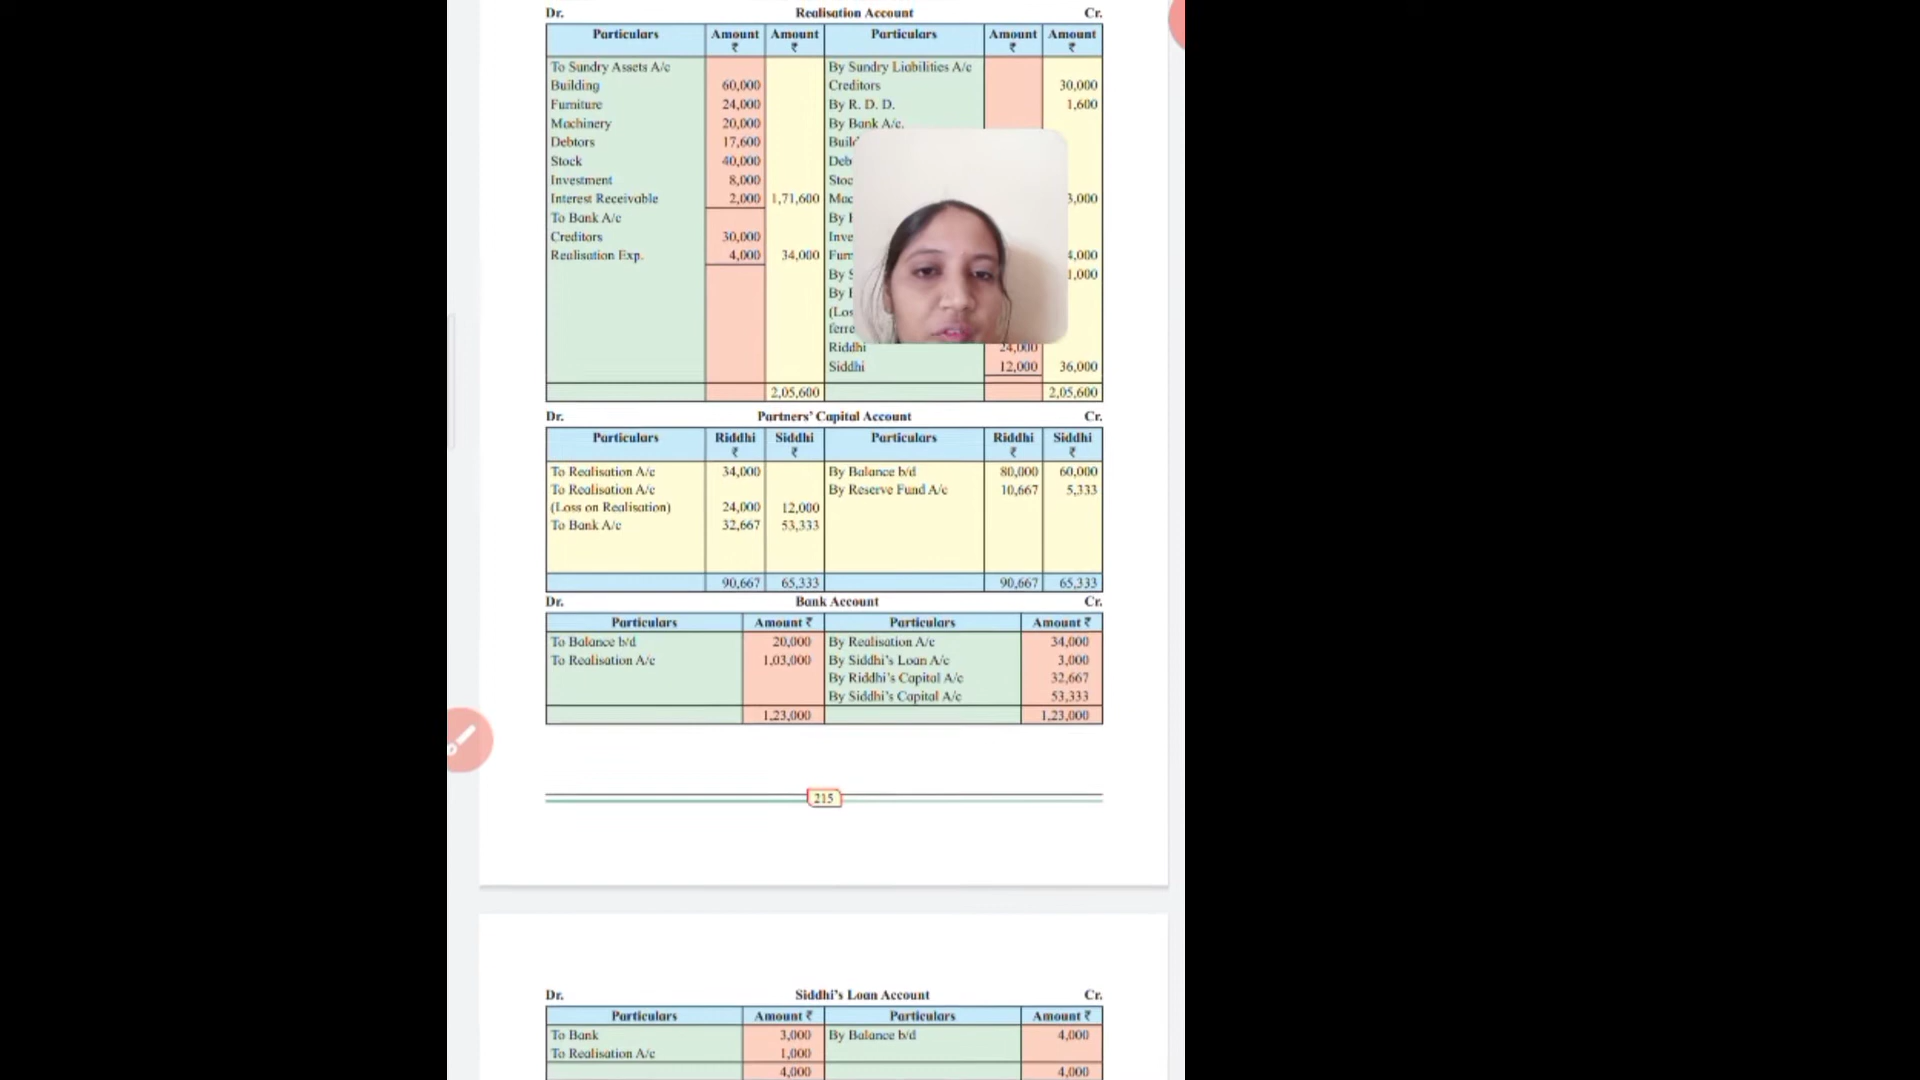 Dr. Realisation Account Cr.
Particulars Amount ₹ Amount ₹ Particulars Amount ₹ Amount ₹
To Sundry Assets A/c By Sundry Liabilities A/c
Building 60,000 Creditors 30,000
Furniture 24,000 By R. D. D. 1,600
Machinery 20,000 By Bank A/c.
Debtors 17,600
Stock 40,000
Investment 8,000
Interest Receivable 2,000 1,71,600
To Bank A/c
Creditors 30,000
Realisation Exp. 4,000 34,000
Riddhi 24,000
Siddhi 12,000 36,000
2,05,600 2,05,600
Dr. Partners' Capital Account Cr.
Particulars Riddhi ₹ Siddhi ₹ Particulars Riddhi ₹ Siddhi ₹
To Realisation A/c 34,000 By Balance b/d 80,000 60,000
To Realisation A/c By Reserve Fund A/c 10,667 5,333
(Loss on Realisation) 24,000 12,000
To Bank A/c 32,667 53,333
90,667 65,333 90,667 65,333
Dr. Bank Account Cr.
Particulars Amount ₹ Particulars Amount ₹
To Balance b/d 20,000 By Realisation A/c 34,000
To Realisation A/c 1,03,000 By Siddhi's Loan A/c 3,000
By Riddhi's Capital A/c 32,667
By Siddhi's Capital A/c 53,333
1,23,000 1,23,000
215
Dr. Siddhi's Loan Account Cr.
Particulars Amount ₹ Particulars Amount ₹
To Bank 3,000 By Balance b/d 4,000
To Realisation A/c 1,000
4,000 4,000